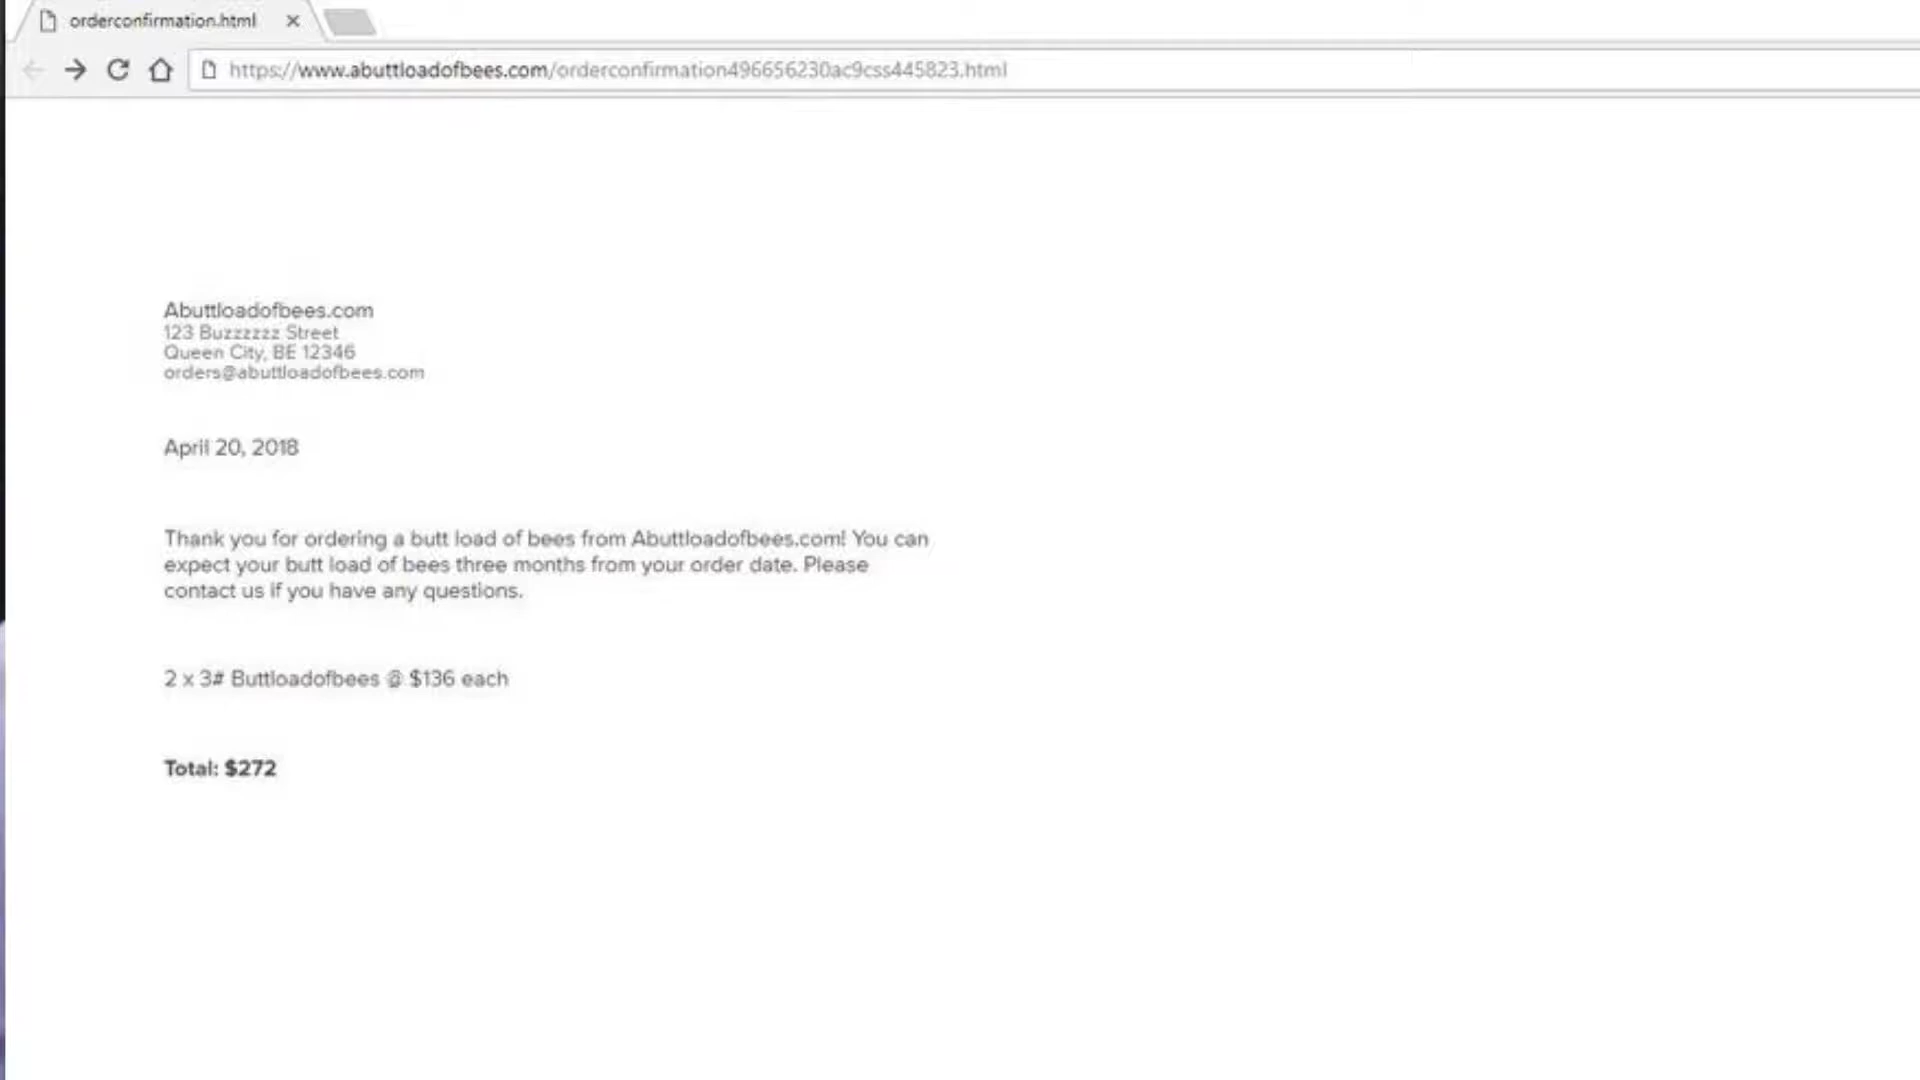 orderconfirmation.html
https://www.abuttloadofbees.com/orderconfirmation496656230ac9css445823.html
Abuttloadofbees.com
123 Buzzzzzz Street
Queen City, BE 12346
orders@abuttloadofbees.com
April 20, 2018
Thank you for ordering a butt load of bees from Abuttloadofbees.com! You can
expect your butt load of bees three months from your order date. Please
contact us if you have any questions.
2 x 3# Buttloadofbees @ $136 each
Total: $272